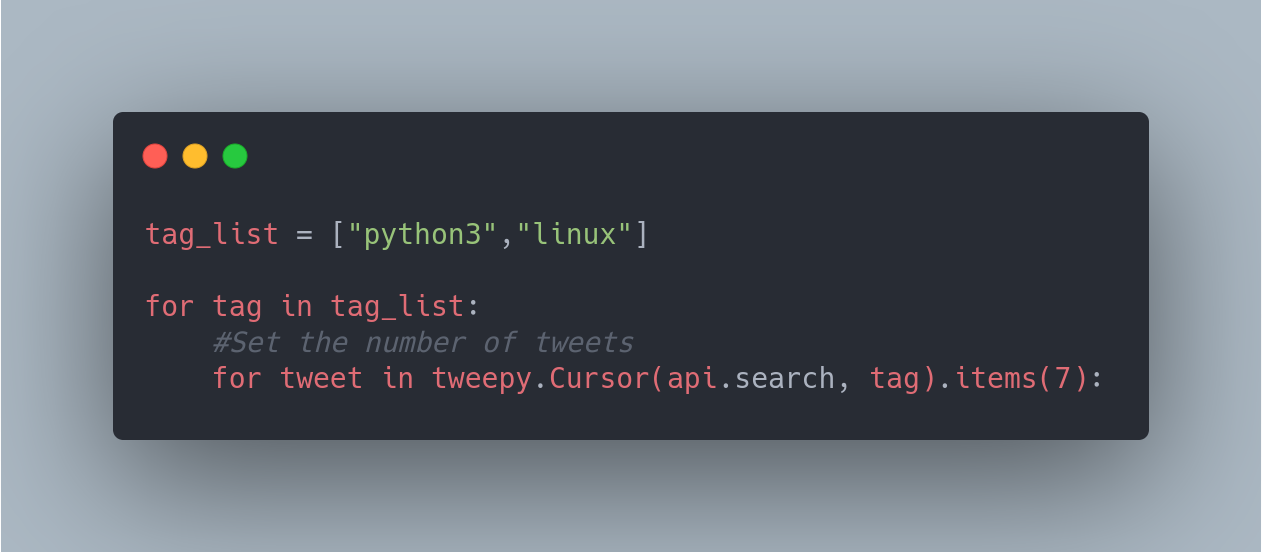 tag_list = ["python3","linux"]
for tag in tag_list:
    #Set the number of tweets
    for tweet in tweepy.Cursor(api.search, tag).items(7):